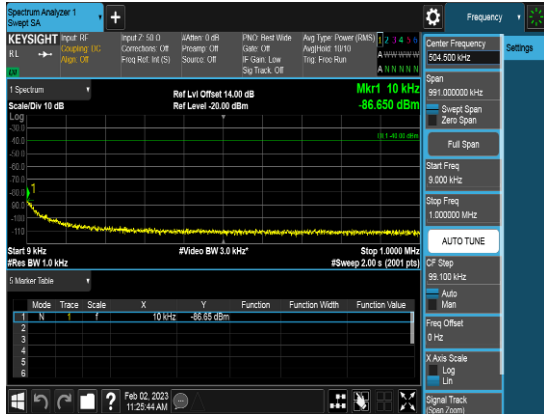 Spectrum Analyzer 1
Swept SA
Frequency
KEYSIGHT
RL
Input: RF
Coupling: DC
Align: Off
Input Z: 50 Ω
Corrections: Off
Freq Ref: Int (S)
#Atten: 0 dB
Preamp: Off
Source: Off
PNO: Best Wide
Gate: Off
IF Gain: Low
Sig Track: Off
Avg Type: Power (RMS)
Avg|Hold: 10/10
Trig: Free Run
1 2 3 4 5 6
A W W W W W
A N N N N N
1 Spectrum
Scale/Div 10 dB
Ref Lvl Offset 14.00 dB
Ref Level -20.00 dBm
Mkr1 10 kHz
-86.650 dBm
Log
-30.0
-40.0
-50.0
-60.0
-70.0
-80.0
-90.0
-100
-110
DL1 -40.00 dBm
1
Start 9 kHz
#Res BW 1.0 kHz
#Video BW 3.0 kHz*
Stop 1.0000 MHz
#Sweep 2.00 s (2001 pts)
5 Marker Table
Mode Trace Scale X Y Function Function Width Function Value
1 N 1 f 10 kHz -86.65 dBm
2
3
4
5
6
Feb 02, 2023
11:25:44 AM
Center Frequency
504.500 kHz
Settings
Span
991.000000 kHz
Swept Span
Zero Span
Full Span
Start Freq
9.000 kHz
Stop Freq
1.000000 MHz
AUTO TUNE
CF Step
99.100 kHz
Auto
Man
Freq Offset
0 Hz
X Axis Scale
Log
Lin
Signal Track
(Span Zoom)